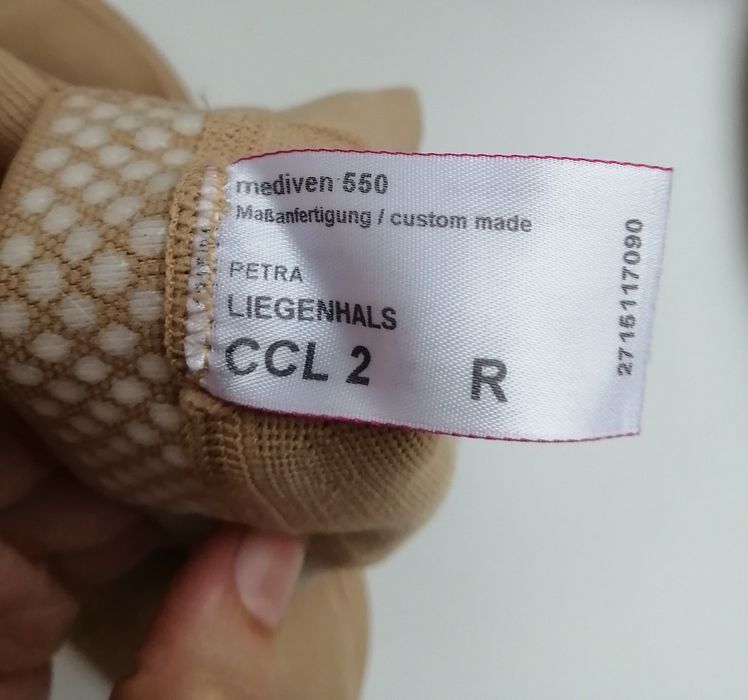 mediven 550
Maßanfertigung / custom made
PETRA
LIEGENHALS
CCL 2 R
2715117090